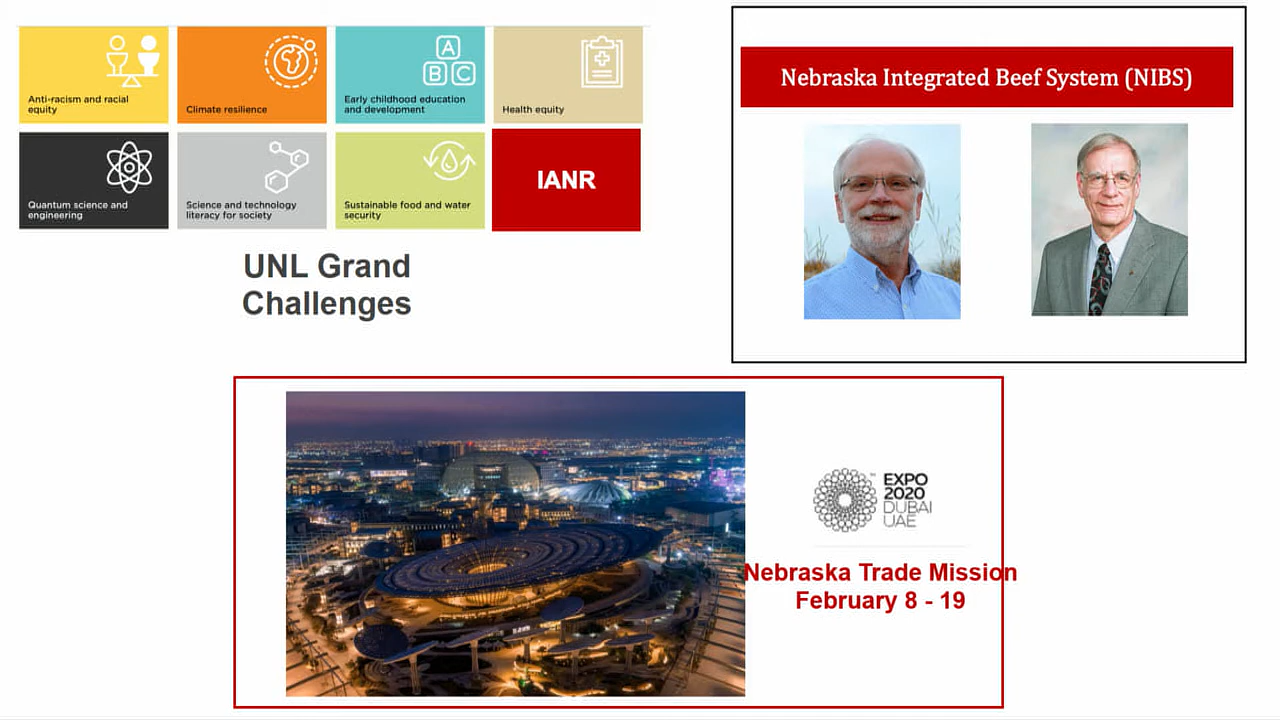 Anti-racism and racial
equity
Climate resilience
A
B C
Early childhood education
and development
Health equity
Quantum science and
engineering
Science and technology
literacy for society
Sustainable food and water
security
IANR
UNL Grand
Challenges
Nebraska Integrated Beef System (NIBS)
EXPO
2020
DUBAI
UAE
Nebraska Trade Mission
February 8 - 19